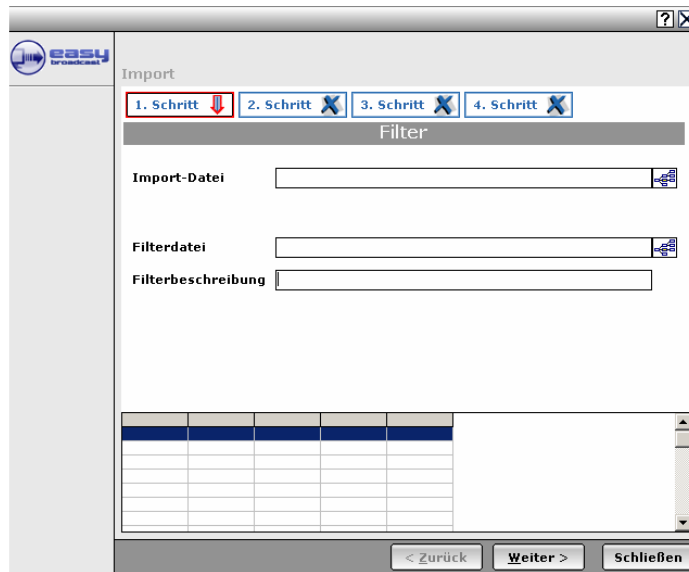 ?
easy
broadcast
Import
1. Schritt 2. Schritt 3. Schritt 4. Schritt
Filter
Import-Datei
Filterdatei
Filterbeschreibung
< Zurück Weiter > Schließen